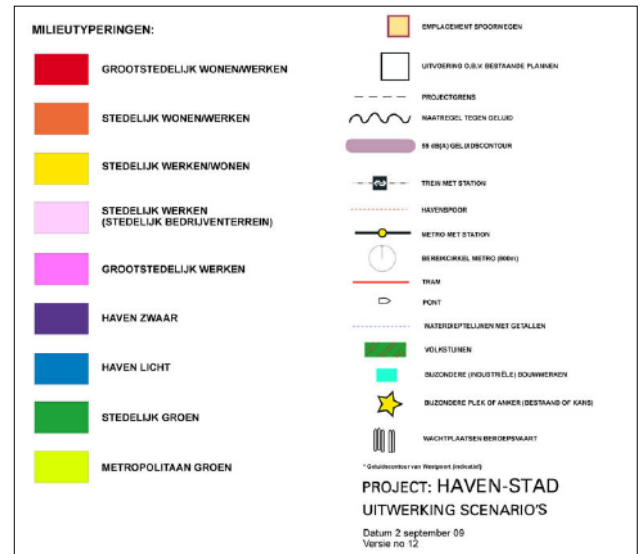 MILIEUTYPERINGEN:
GROOTSTEDELIJK WONEN/WERKEN
STEDELIJK WONEN/WERKEN
STEDELIJK WERKEN/WONEN
STEDELIJK WERKEN
(STEDELIJK BEDRIJVENTERREIN)
GROOTSTEDELIJK WERKEN
HAVEN ZWAAR
HAVEN LICHT
STEDELIJK GROEN
METROPOLITAAN GROEN
EMPLACEMENT SPOORWEGEN
UITVOERING O.B.V. BESTAANDE PLANNEN
PROJECTGRENS
MAATREGEL TEGEN GELUID
55 dB(A) GELUIDSCONTOUR
TREIN MET STATION
HAVENSPOOR
METRO MET STATION
BEREIKCIRKEL METRO (800m)
TRAM
PONT
WATERDIEPTELIJNEN MET GETALLEN
VOLKSTUINEN
BIJZONDERE (INDUSTRIËLE) BOUWWERKEN
BIJZONDERE PLEK OF ANKER (BESTAAND OF KANS)
WACHTPLAATSEN BEROEPSVAART
* Geluidscontour van Westpoort (indicatief)
PROJECT: HAVEN-STAD
UITWERKING SCENARIO'S
Datum 2 september 09
Versie no 12